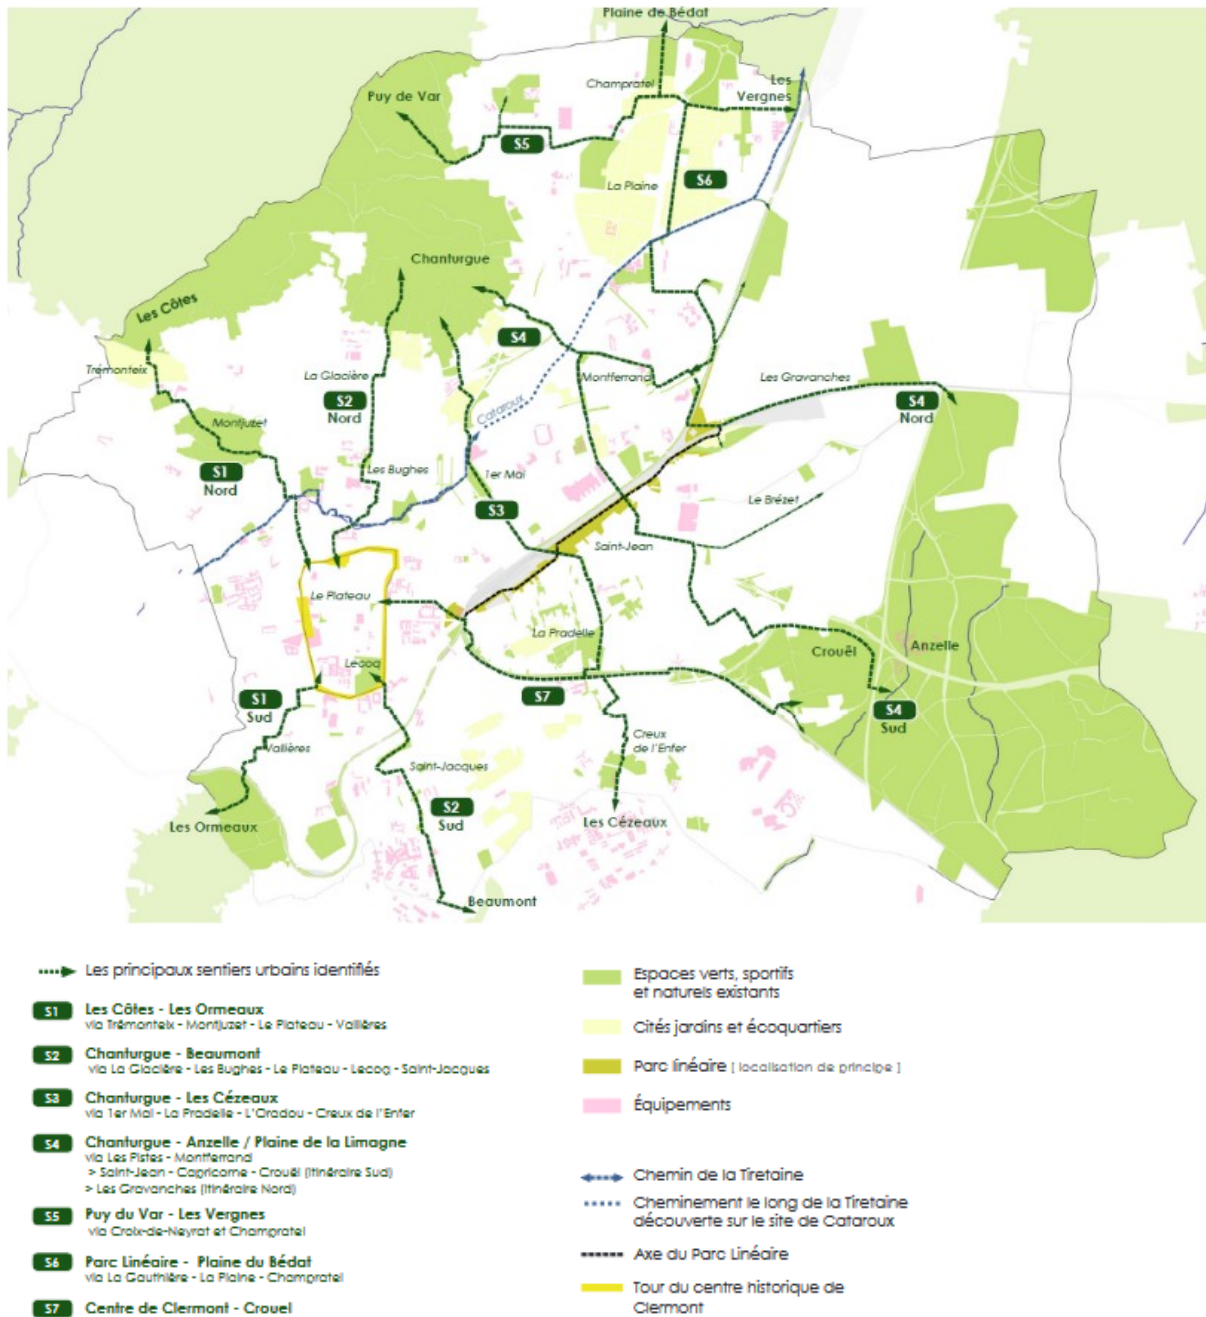 Plaine de Bédat
Champratel
Les
Vergnes
Puy de Var
S5
La Plaine
S6
Chanturgue
Les Côtes
S4
Trémonteix
La Glacière
Montferrand
Les Gravanches
S2
Nord
S4
Nord
Cataroux
Montjuzet
S1
Nord
Les Bughes
1er Mai
S3
Le Brézet
Saint-Jean
Le Plateau
La Pradelle
Crouël
Anzelle
Lecoq
S1
Sud
S7
S4
Sud
Vallières
Creux
de l'Enfer
Saint-Jacques
S2
Sud
Les Ormeaux
Les Cézeaux
Beaumont
Les principaux sentiers urbains identifiés
S1 Les Côtes - Les Ormeaux
via Trémonteix - Montjuzet - Le Plateau - Vallières
S2 Chanturgue - Beaumont
via La Glacière - Les Bughes - Le Plateau - Lecoq - Saint-Jacques
S3 Chanturgue - Les Cézeaux
via 1er Mai - La Pradelle - L'Oradou - Creux de l'Enfer
S4 Chanturgue - Anzelle / Plaine de la Limagne
via Les Pistes - Montferrand
> Saint-Jean - Capricorne - Crouël (Itinéraire Sud)
> Les Gravanches (Itinéraire Nord)
S5 Puy du Var - Les Vergnes
via Croix-de-Neyrat et Champratel
S6 Parc Linéaire - Plaine du Bédat
via La Gauthière - La Plaine - Champratel
S7 Centre de Clermont - Crouel
Espaces verts, sportifs
et naturels existants
Cités jardins et écoquartiers
Parc linéaire [ localisation de principe ]
Équipements
Chemin de la Tiretaine
Cheminement le long de la Tiretaine
découverte sur le site de Cataroux
Axe du Parc Linéaire
Tour du centre historique de
Clermont